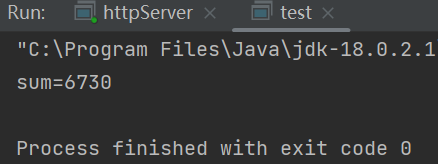 Run: httpServer × test ×
"C:\Program Files\Java\jdk-18.0.2.1
sum=6730
Process finished with exit code 0